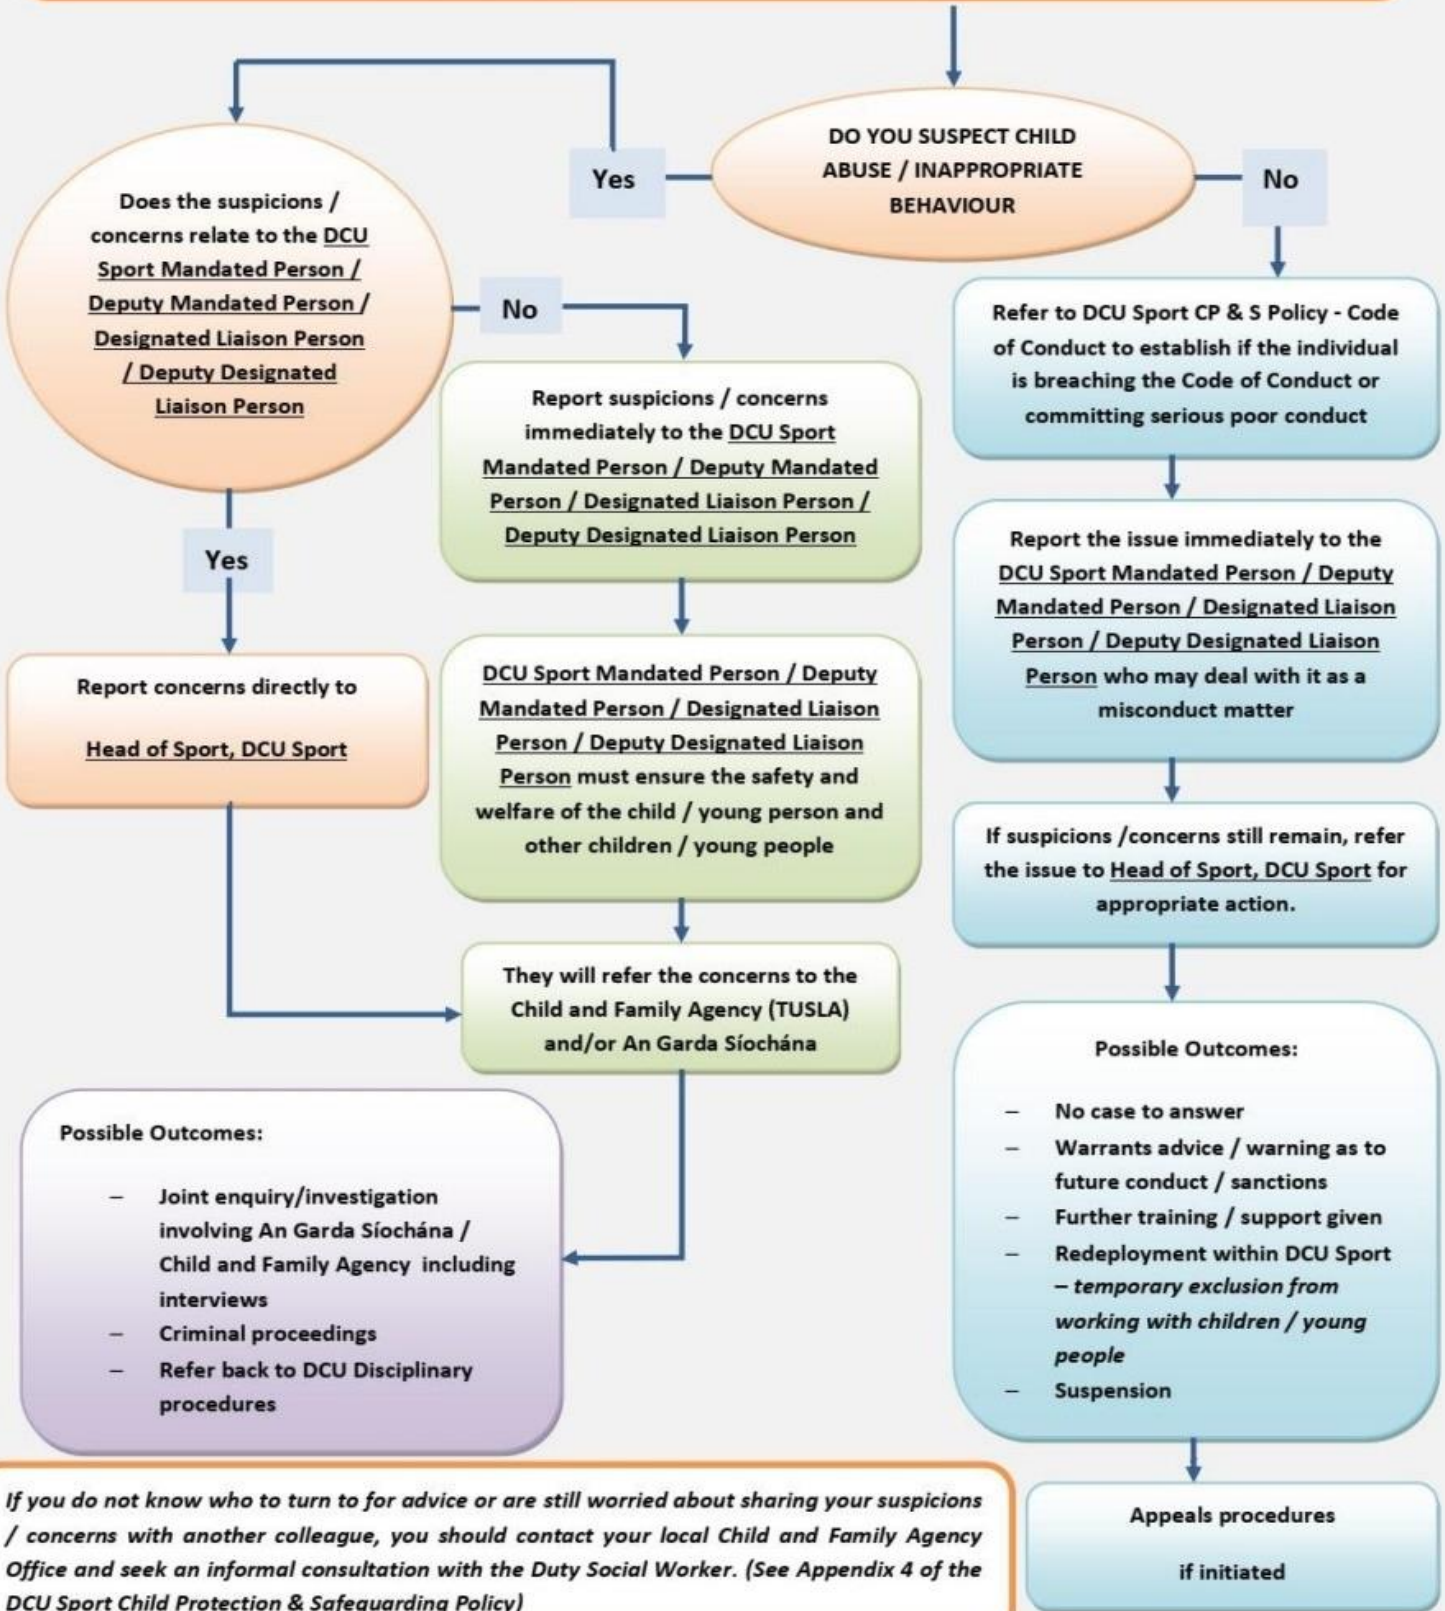 DO YOU SUSPECT CHILD
ABUSE / INAPPROPRIATE
BEHAVIOUR
Yes
No
Does the suspicions /
concerns relate to the DCU
Sport Mandated Person /
Deputy Mandated Person /
Designated Liaison Person
/ Deputy Designated
Liaison Person
No
Yes
Report concerns directly to
Head of Sport, DCU Sport
Report suspicions / concerns
immediately to the DCU Sport
Mandated Person / Deputy Mandated
Person / Designated Liaison Person /
Deputy Designated Liaison Person
DCU Sport Mandated Person / Deputy
Mandated Person / Designated Liaison
Person / Deputy Designated Liaison
Person must ensure the safety and
welfare of the child / young person and
other children / young people
They will refer the concerns to the
Child and Family Agency (TUSLA)
and/or An Garda Síochána
Possible Outcomes:
– Joint enquiry/investigation
involving An Garda Síochána /
Child and Family Agency including
interviews
– Criminal proceedings
– Refer back to DCU Disciplinary
procedures
Refer to DCU Sport CP & S Policy - Code
of Conduct to establish if the individual
is breaching the Code of Conduct or
committing serious poor conduct
Report the issue immediately to the
DCU Sport Mandated Person / Deputy
Mandated Person / Designated Liaison
Person / Deputy Designated Liaison
Person who may deal with it as a
misconduct matter
If suspicions /concerns still remain, refer
the issue to Head of Sport, DCU Sport for
appropriate action.
Possible Outcomes:
– No case to answer
– Warrants advice / warning as to
future conduct / sanctions
– Further training / support given
– Redeployment within DCU Sport
– temporary exclusion from
working with children / young
people
– Suspension
Appeals procedures
if initiated
If you do not know who to turn to for advice or are still worried about sharing your suspicions
/ concerns with another colleague, you should contact your local Child and Family Agency
Office and seek an informal consultation with the Duty Social Worker. (See Appendix 4 of the
DCU Sport Child Protection & Safeguarding Policy)